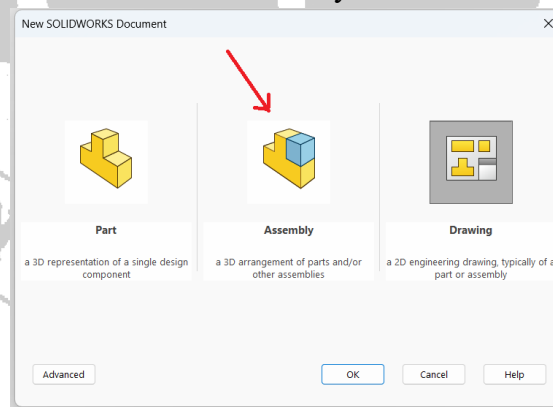 New SOLIDWORKS Document
Part
Assembly
Drawing
a 3D representation of a single design
component
a 3D arrangement of parts and/or
other assemblies
a 2D engineering drawing, typically of a
part or assembly
Advanced
OK
Cancel
Help